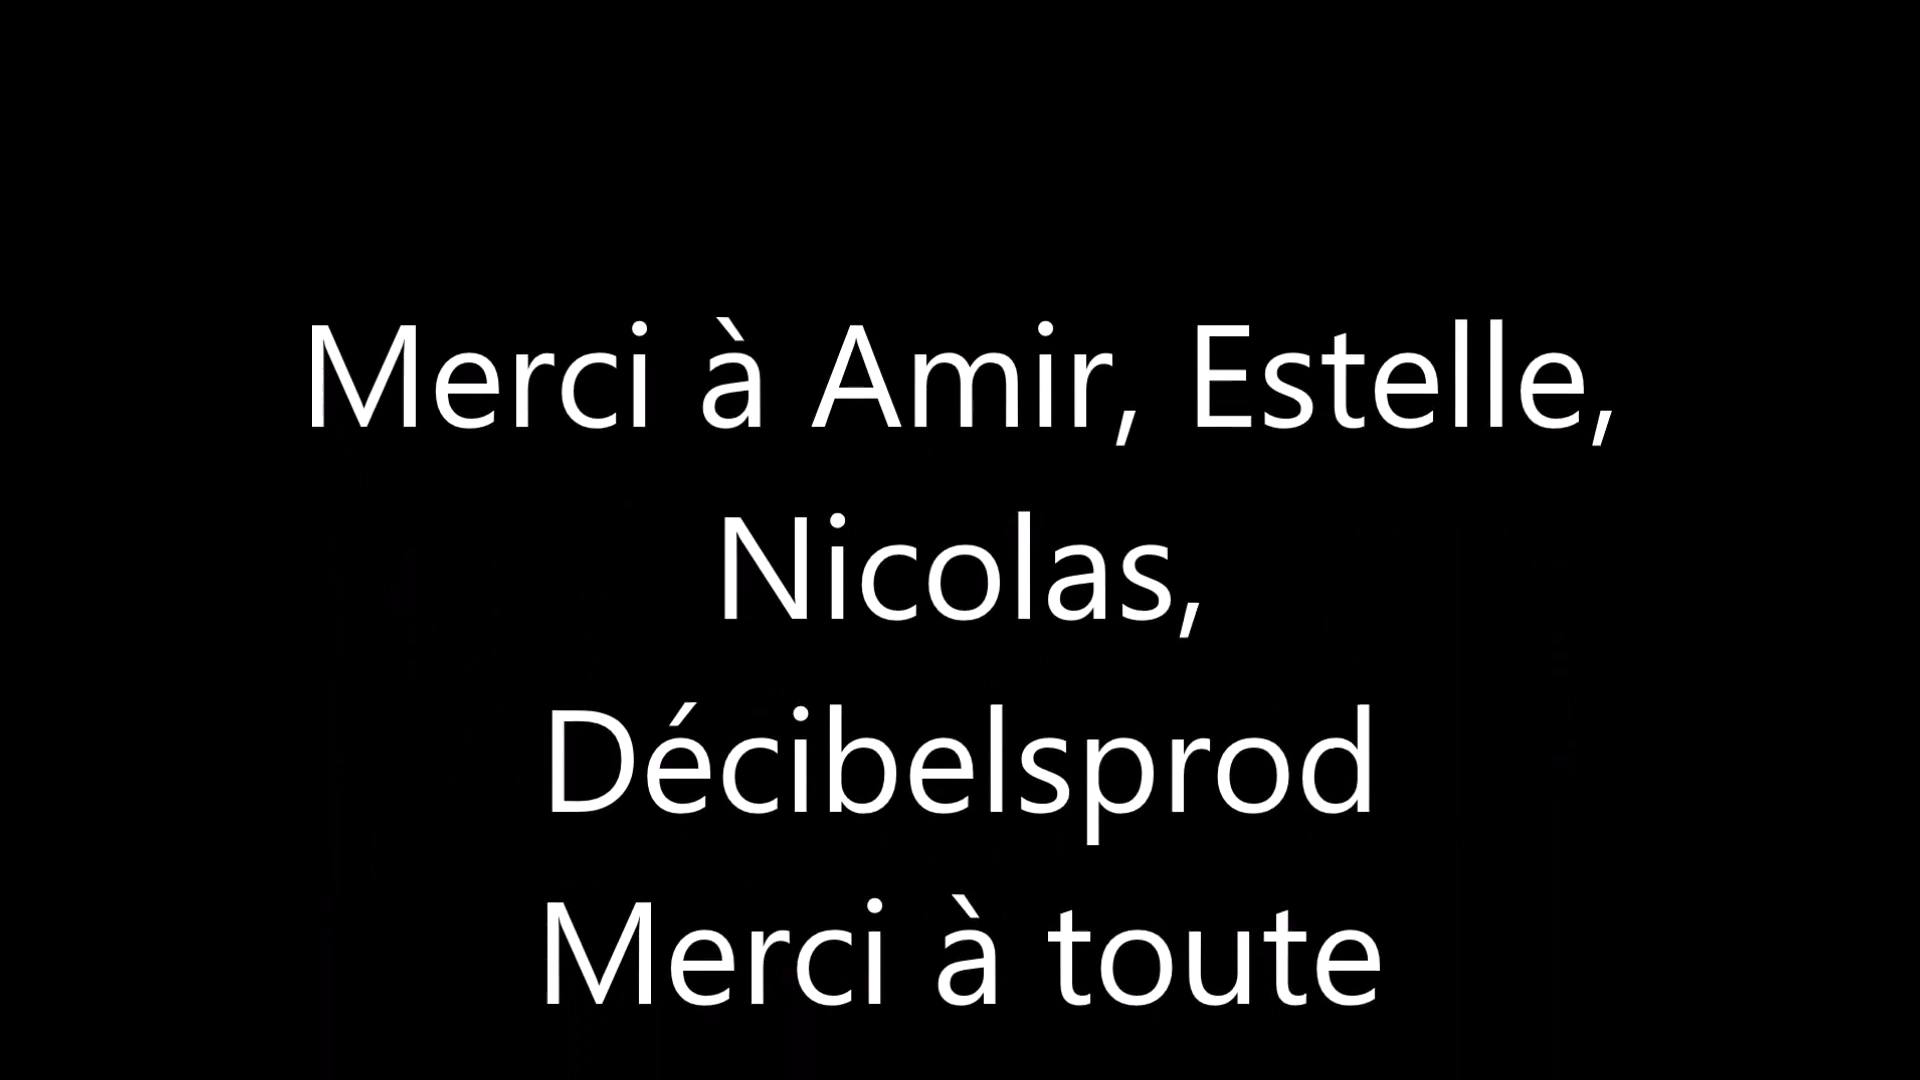 Merci à Amir, Estelle,
Nicolas,
Décibelsprod
Merci à toute